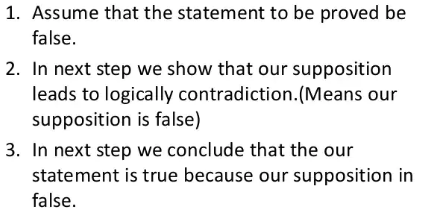 1. Assume that the statement to be proved be
false.
2. In next step we show that our supposition
leads to logically contradiction.(Means our
supposition is false)
3. In next step we conclude that the our
statement is true because our supposition in
false.